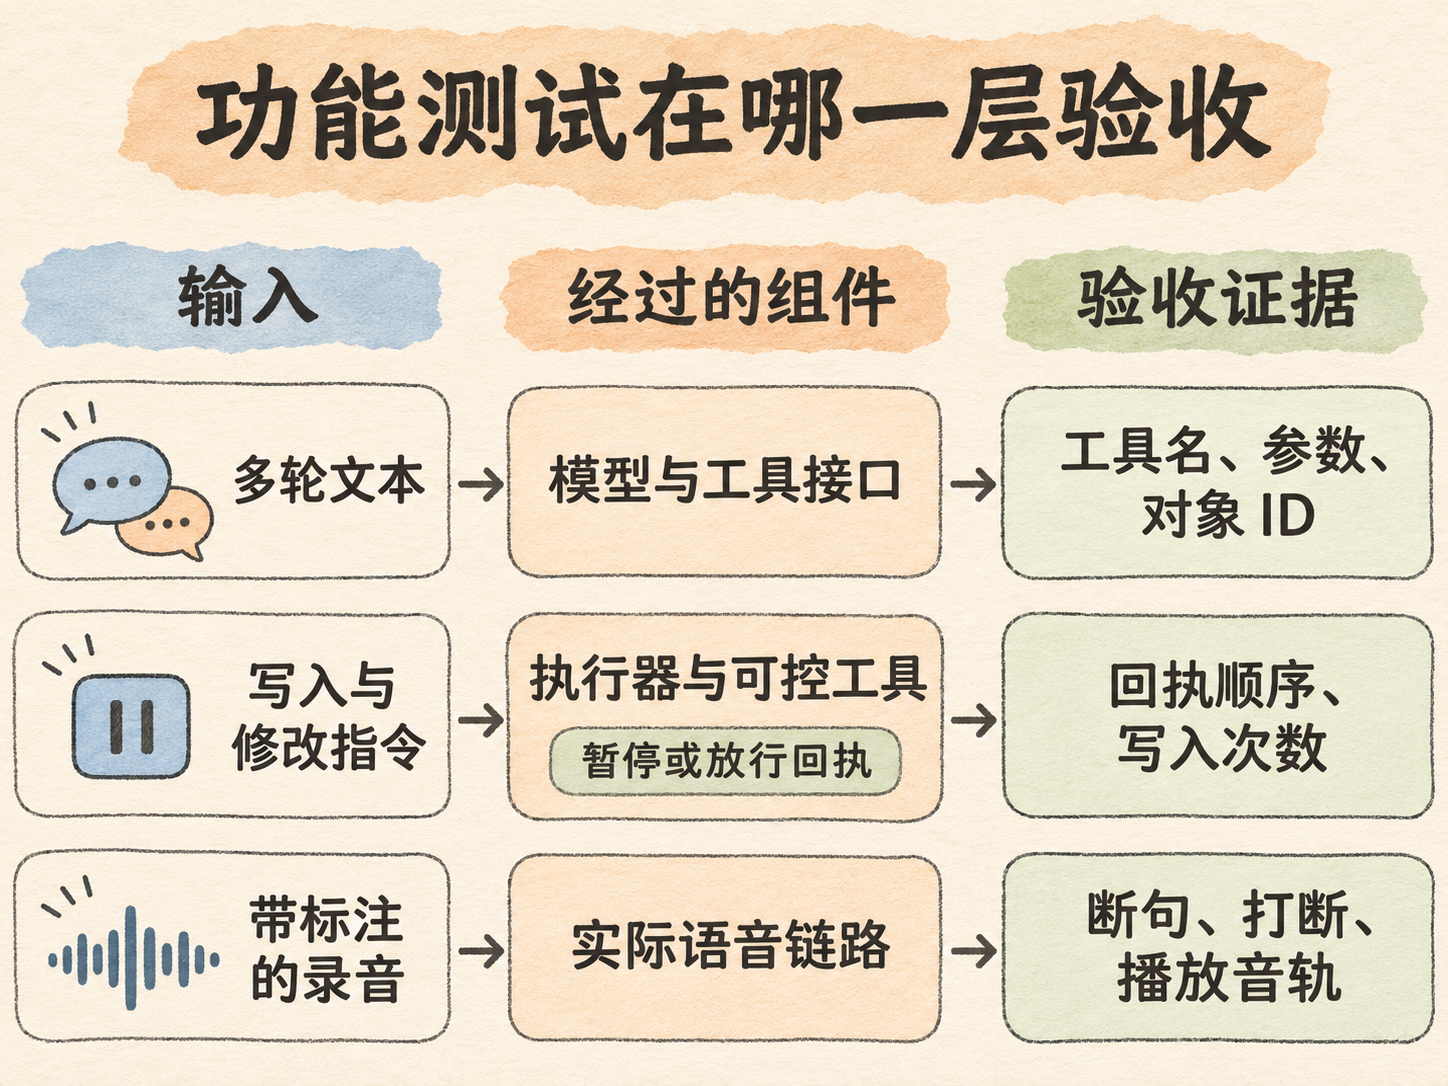 功能测试在哪一层验收
输入
经过的组件
验收证据
多轮文本
模型与工具接口
工具名、参数、
对象 ID
写入与
修改指令
执行器与可控工具
暂停或放行回执
回执顺序、
写入次数
带标注
的录音
实际语音链路
断句、打断、
播放音轨